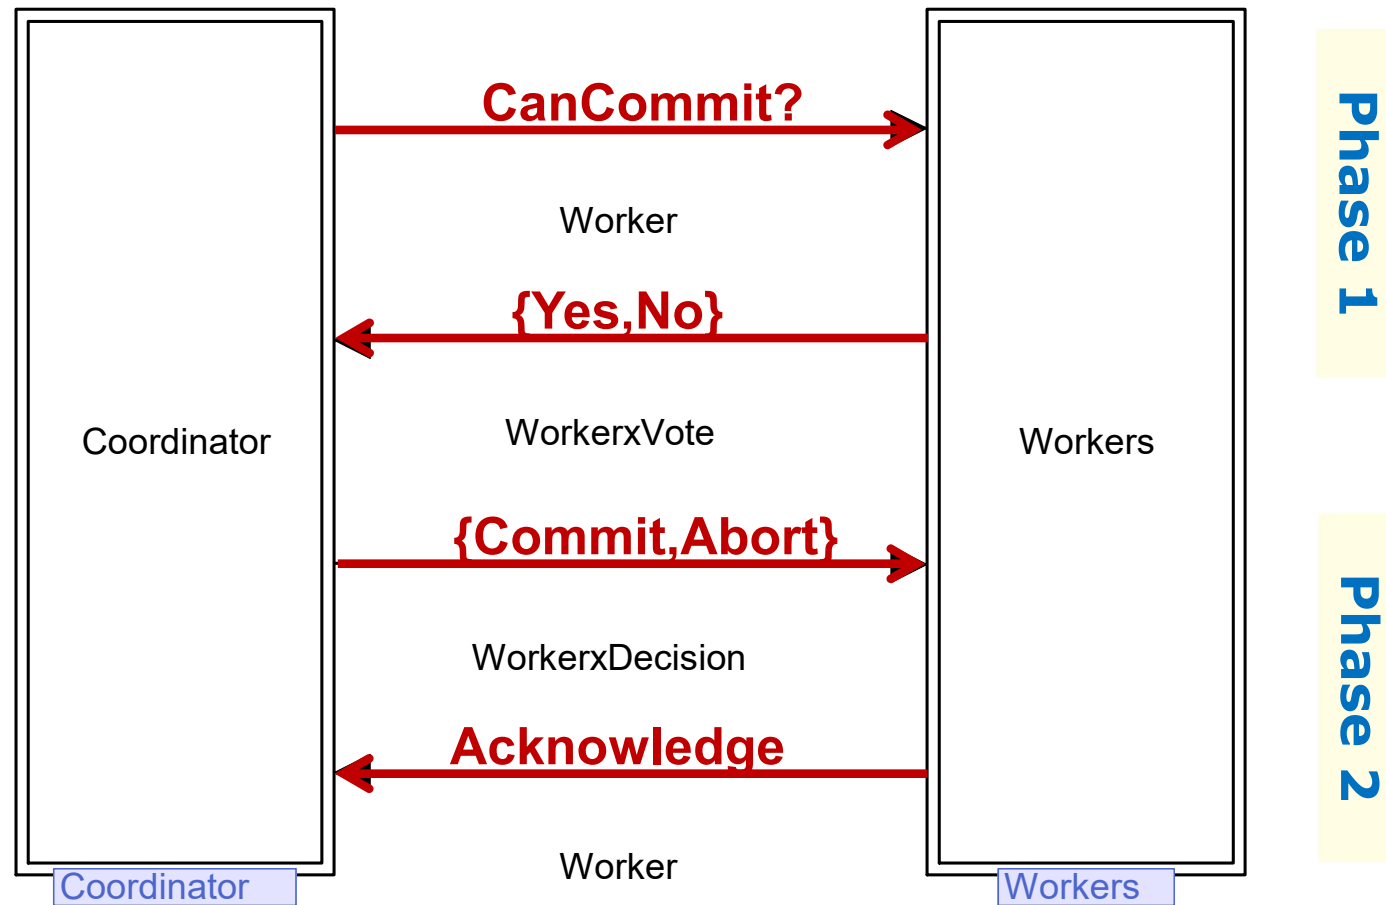 CanCommit?
Worker
{Yes,No}
WorkerxVote
Coordinator
Workers
{Commit,Abort}
WorkerxDecision
Acknowledge
Worker
Coordinator
Workers
Phase 1
Phase 2